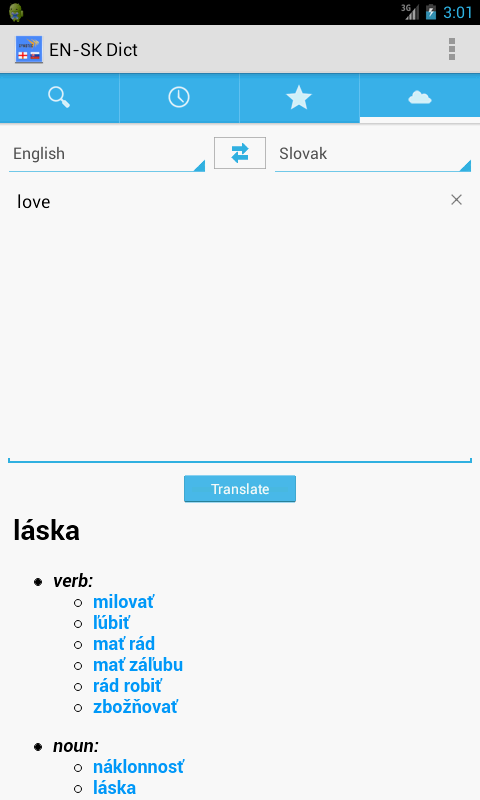 3G
3:01
EN-SK Dict
English
Slovak
love
Translate
láska
verb:
milovať
ľúbiť
mať rád
mať záľubu
rád robiť
zbožňovať
noun:
náklonnosť
láska